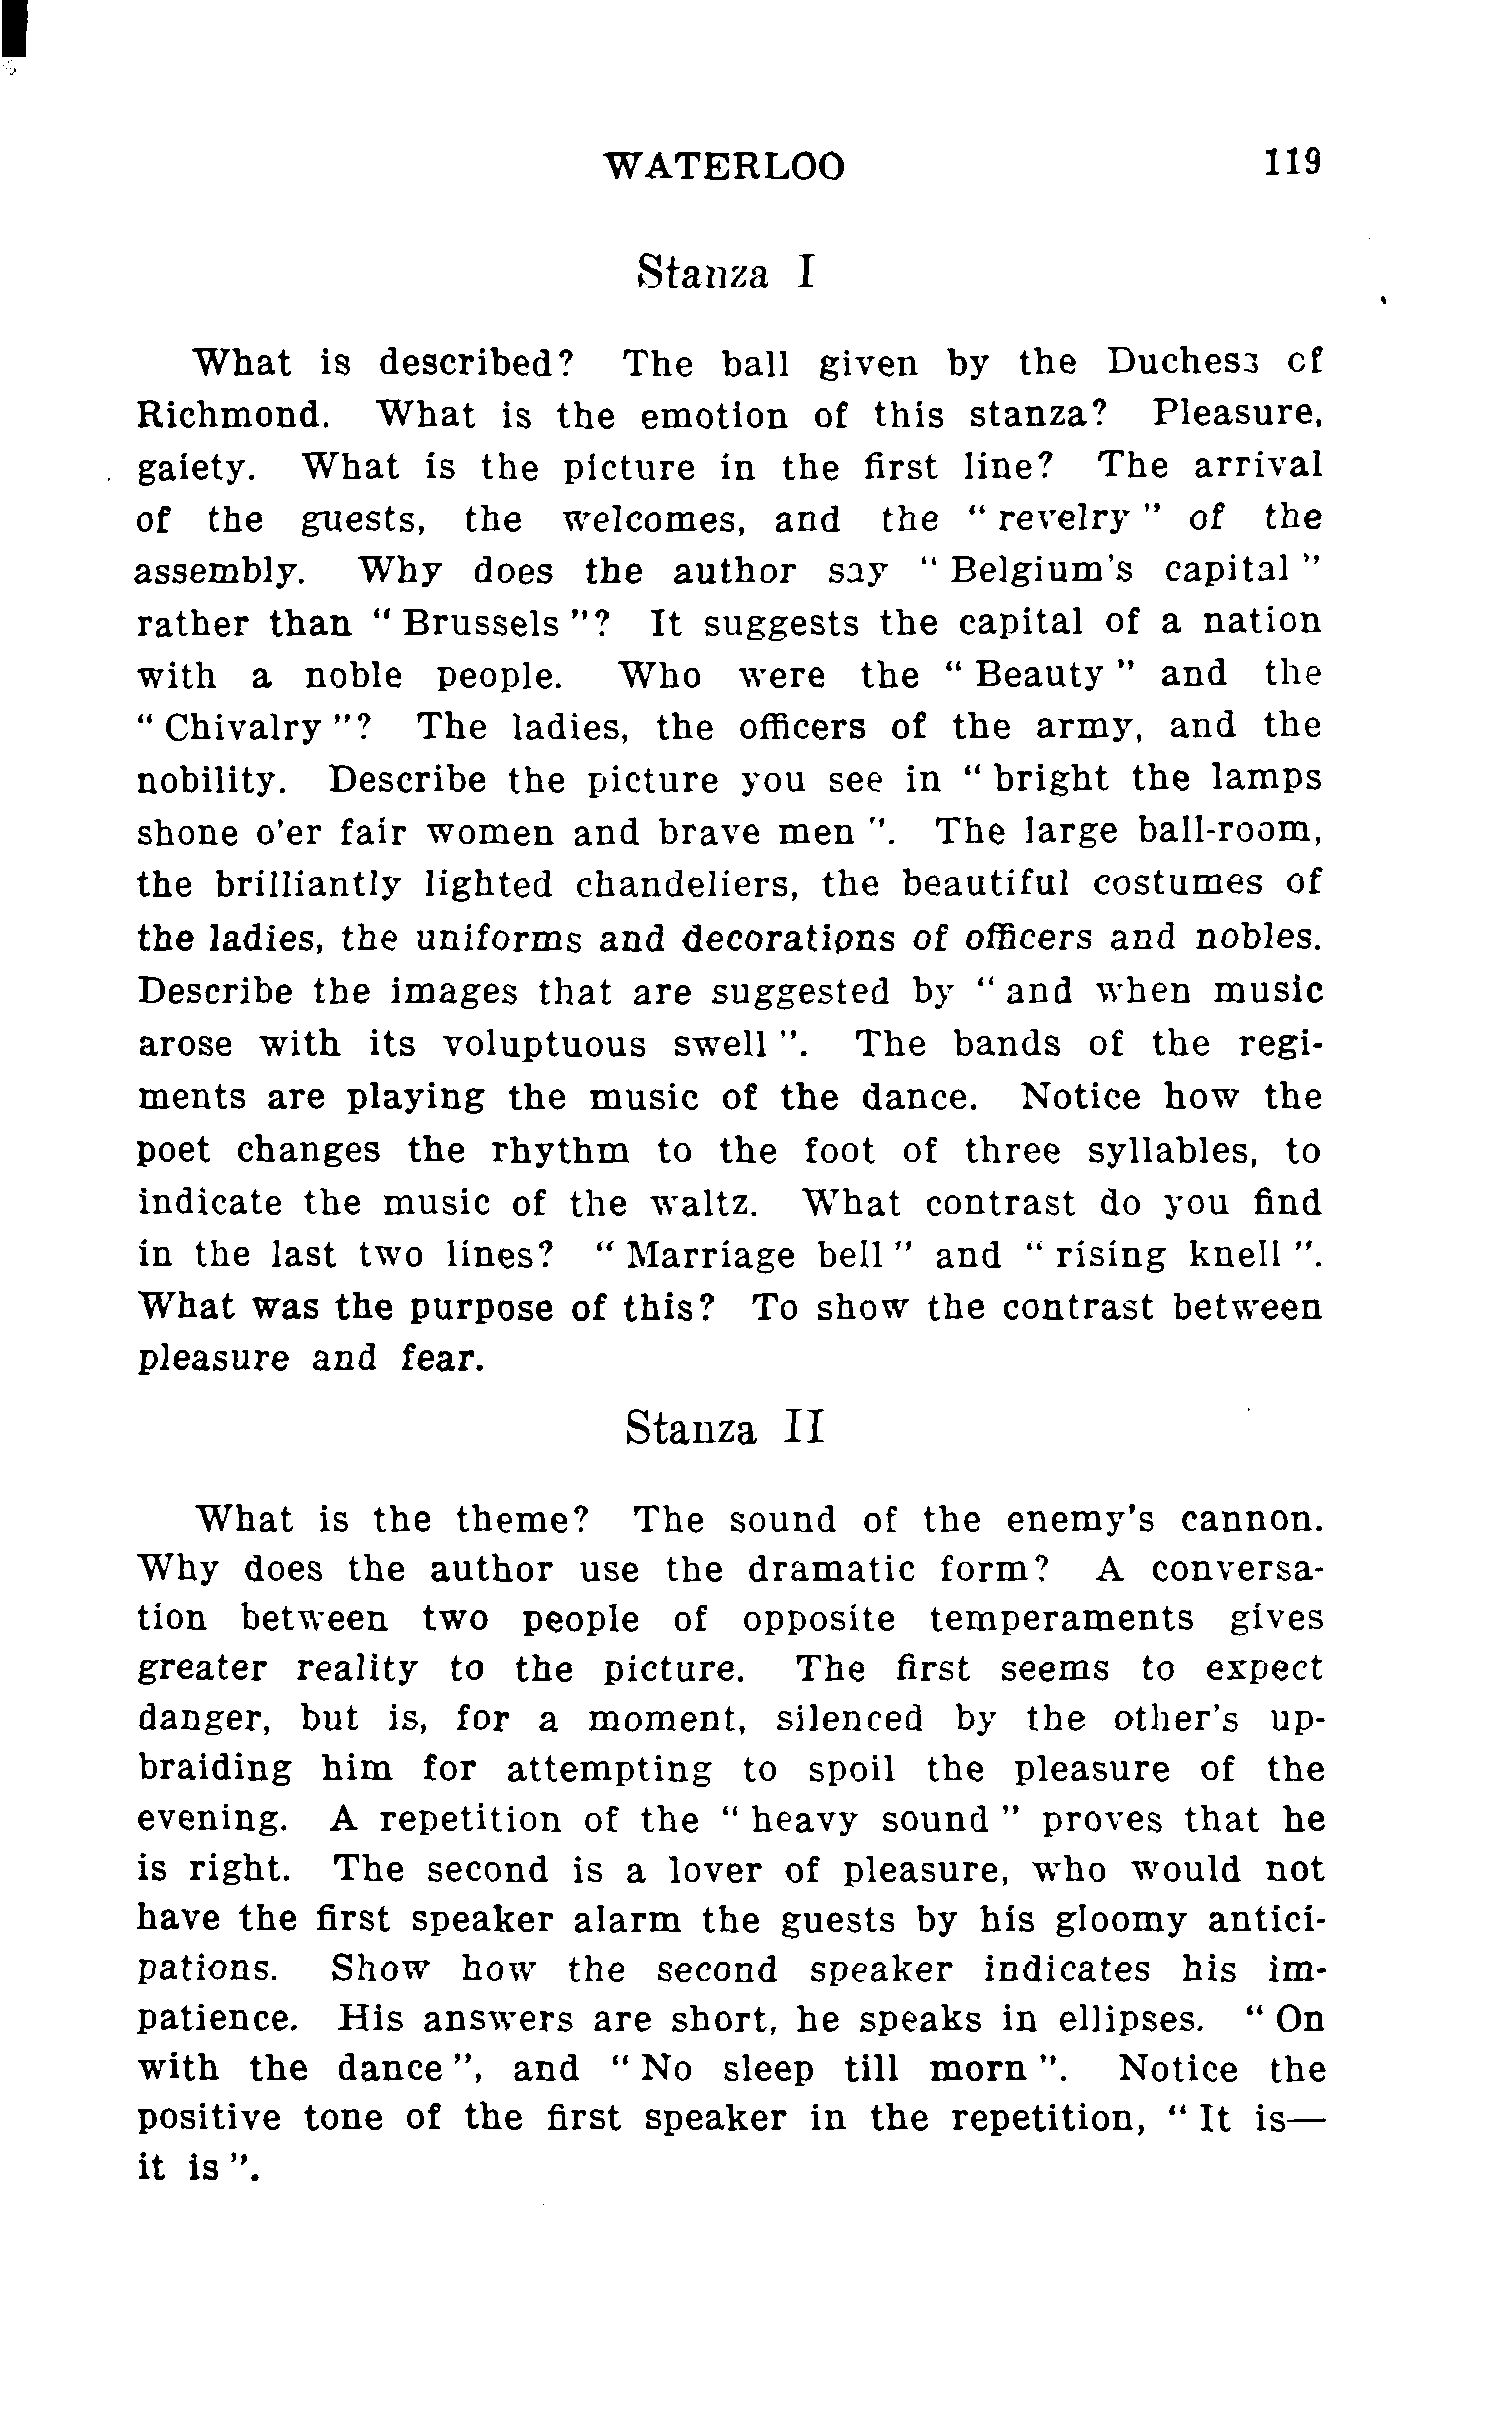 WATERLOO 119
Stanza I
What is described? The ball given by the Duchess of
Richmond. What is the emotion of this stanza? Pleasure,
gaiety. What is the picture in the first line? The arrival
of the guests, the welcomes, and the " revelry " of the
assembly. Why does the author say " Belgium's capital "
rather than " Brussels "? It suggests the capital of a nation
with a noble people. Who were the " Beauty " and the
" Chivalry "? The ladies, the officers of the army, and the
nobility. Describe the picture you see in " bright the lamps
shone o'er fair women and brave men ". The large ball-room,
the brilliantly lighted chandeliers, the beautiful costumes of
the ladies, the uniforms and decorations of officers and nobles.
Describe the images that are suggested by " and when music
arose with its voluptuous swell ". The bands of the regi-
ments are playing the music of the dance. Notice how the
poet changes the rhythm to the foot of three syllables, to
indicate the music of the waltz. What contrast do you find
in the last two lines? " Marriage bell " and " rising knell ".
What was the purpose of this? To show the contrast between
pleasure and fear.
Stanza II
What is the theme? The sound of the enemy's cannon.
Why does the author use the dramatic form? A conversa-
tion between two people of opposite temperaments gives
greater reality to the picture. The first seems to expect
danger, but is, for a moment, silenced by the other's up-
braiding him for attempting to spoil the pleasure of the
evening. A repetition of the " heavy sound " proves that he
is right. The second is a lover of pleasure, who would not
have the first speaker alarm the guests by his gloomy antici-
pations. Show how the second speaker indicates his im-
patience. His answers are short, he speaks in ellipses. " On
with the dance ", and " No sleep till morn ". Notice the
positive tone of the first speaker in the repetition, " It is—
it is ".